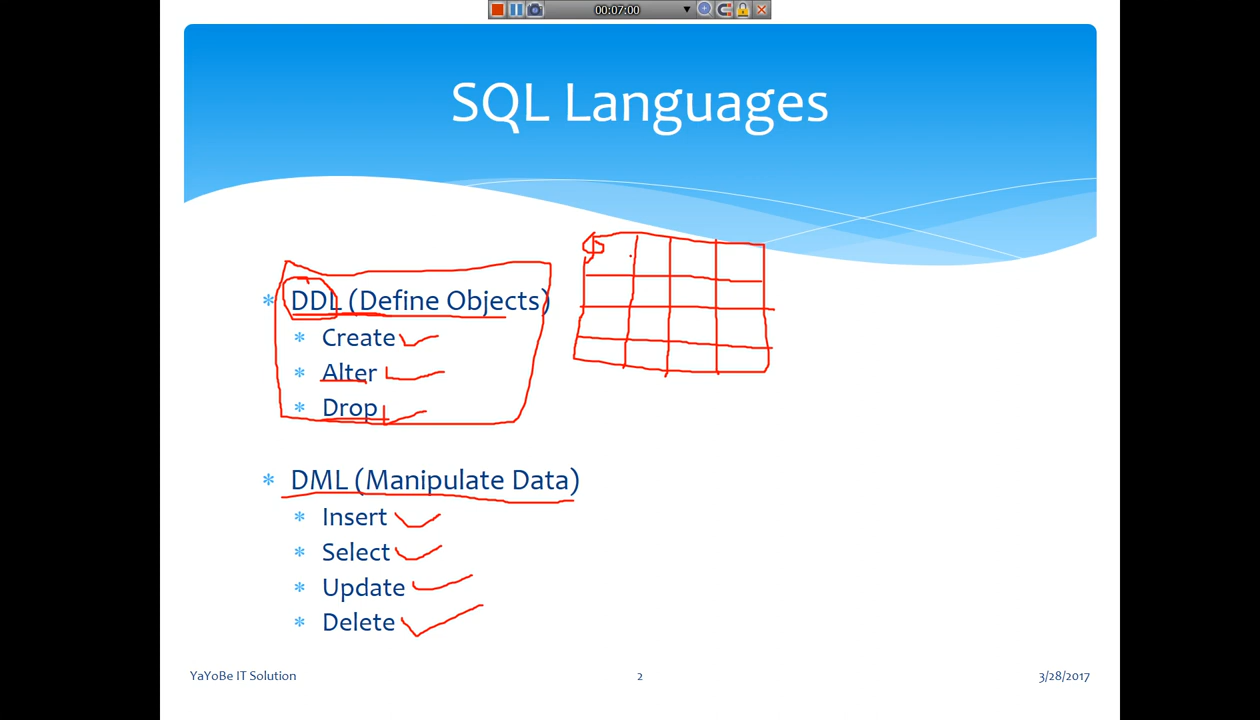 00:07:00
SQL Languages
* DDL (Define Objects)
* Create
* Alter
* Drop
* DML (Manipulate Data)
* Insert
* Select
* Update
* Delete
YaYoBe IT Solution
2
3/28/2017